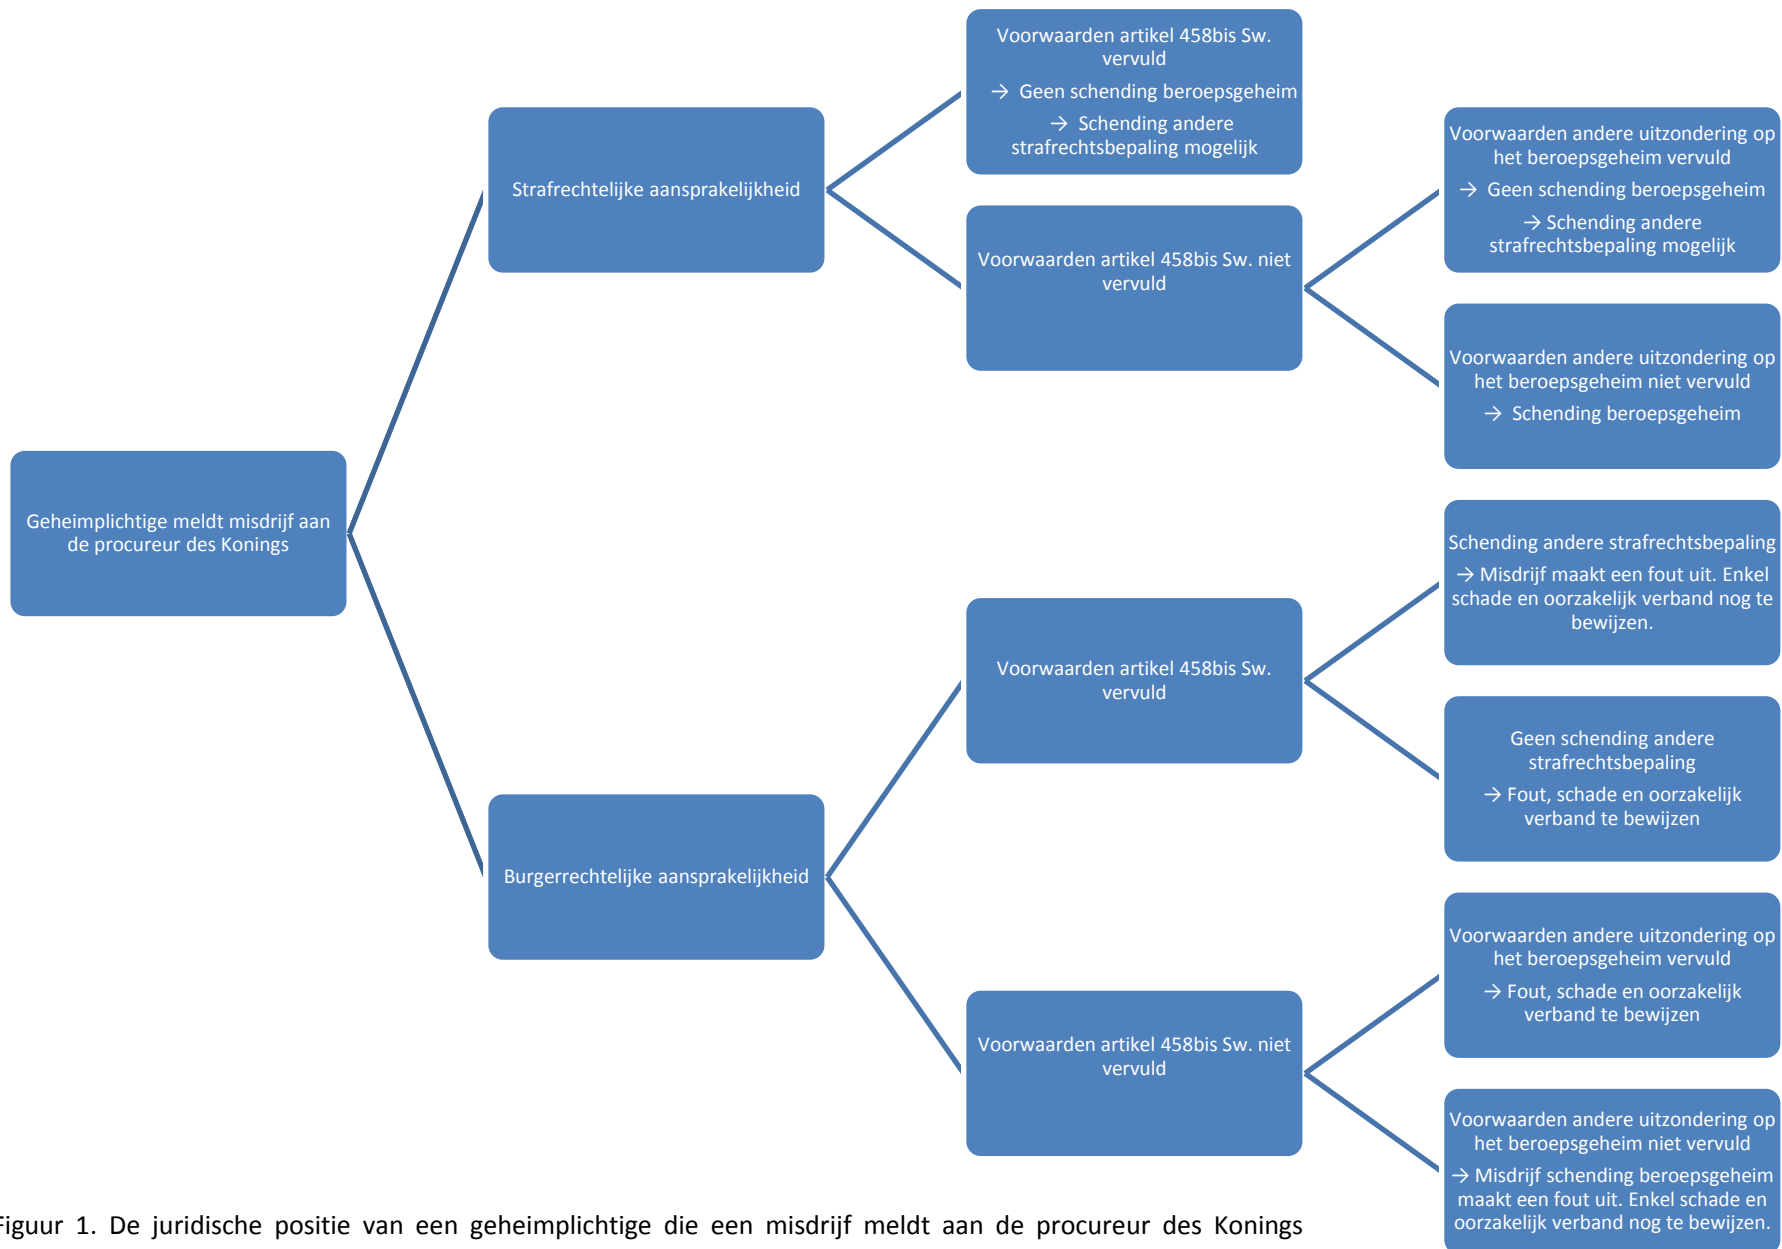 Geheimplichtige meldt misdrijf aan
de procureur des Konings
Strafrechtelijke aansprakelijkheid
Voorwaarden artikel 458bis Sw.
vervuld
→ Geen schending beroepsgeheim
→ Schending andere
strafrechtsbepaling mogelijk
Voorwaarden artikel 458bis Sw. niet
vervuld
Voorwaarden andere uitzondering op
het beroepsgeheim vervuld
→ Geen schending beroepsgeheim
→ Schending andere
strafrechtsbepaling mogelijk
Voorwaarden andere uitzondering op
het beroepsgeheim niet vervuld
→ Schending beroepsgeheim
Burgerrechtelijke aansprakelijkheid
Voorwaarden artikel 458bis Sw.
vervuld
Schending andere strafrechtsbepaling
→ Misdrijf maakt een fout uit. Enkel
schade en oorzakelijk verband nog te
bewijzen.
Geen schending andere
strafrechtsbepaling
→ Fout, schade en oorzakelijk
verband te bewijzen
Voorwaarden artikel 458bis Sw. niet
vervuld
Voorwaarden andere uitzondering op
het beroepsgeheim vervuld
→ Fout, schade en oorzakelijk
verband te bewijzen
Voorwaarden andere uitzondering op
het beroepsgeheim niet vervuld
→ Misdrijf schending beroepsgeheim
maakt een fout uit. Enkel schade en
oorzakelijk verband nog te bewijzen.
Figuur 1. De juridische positie van een geheimplichtige die een misdrijf meldt aan de procureur des Konings